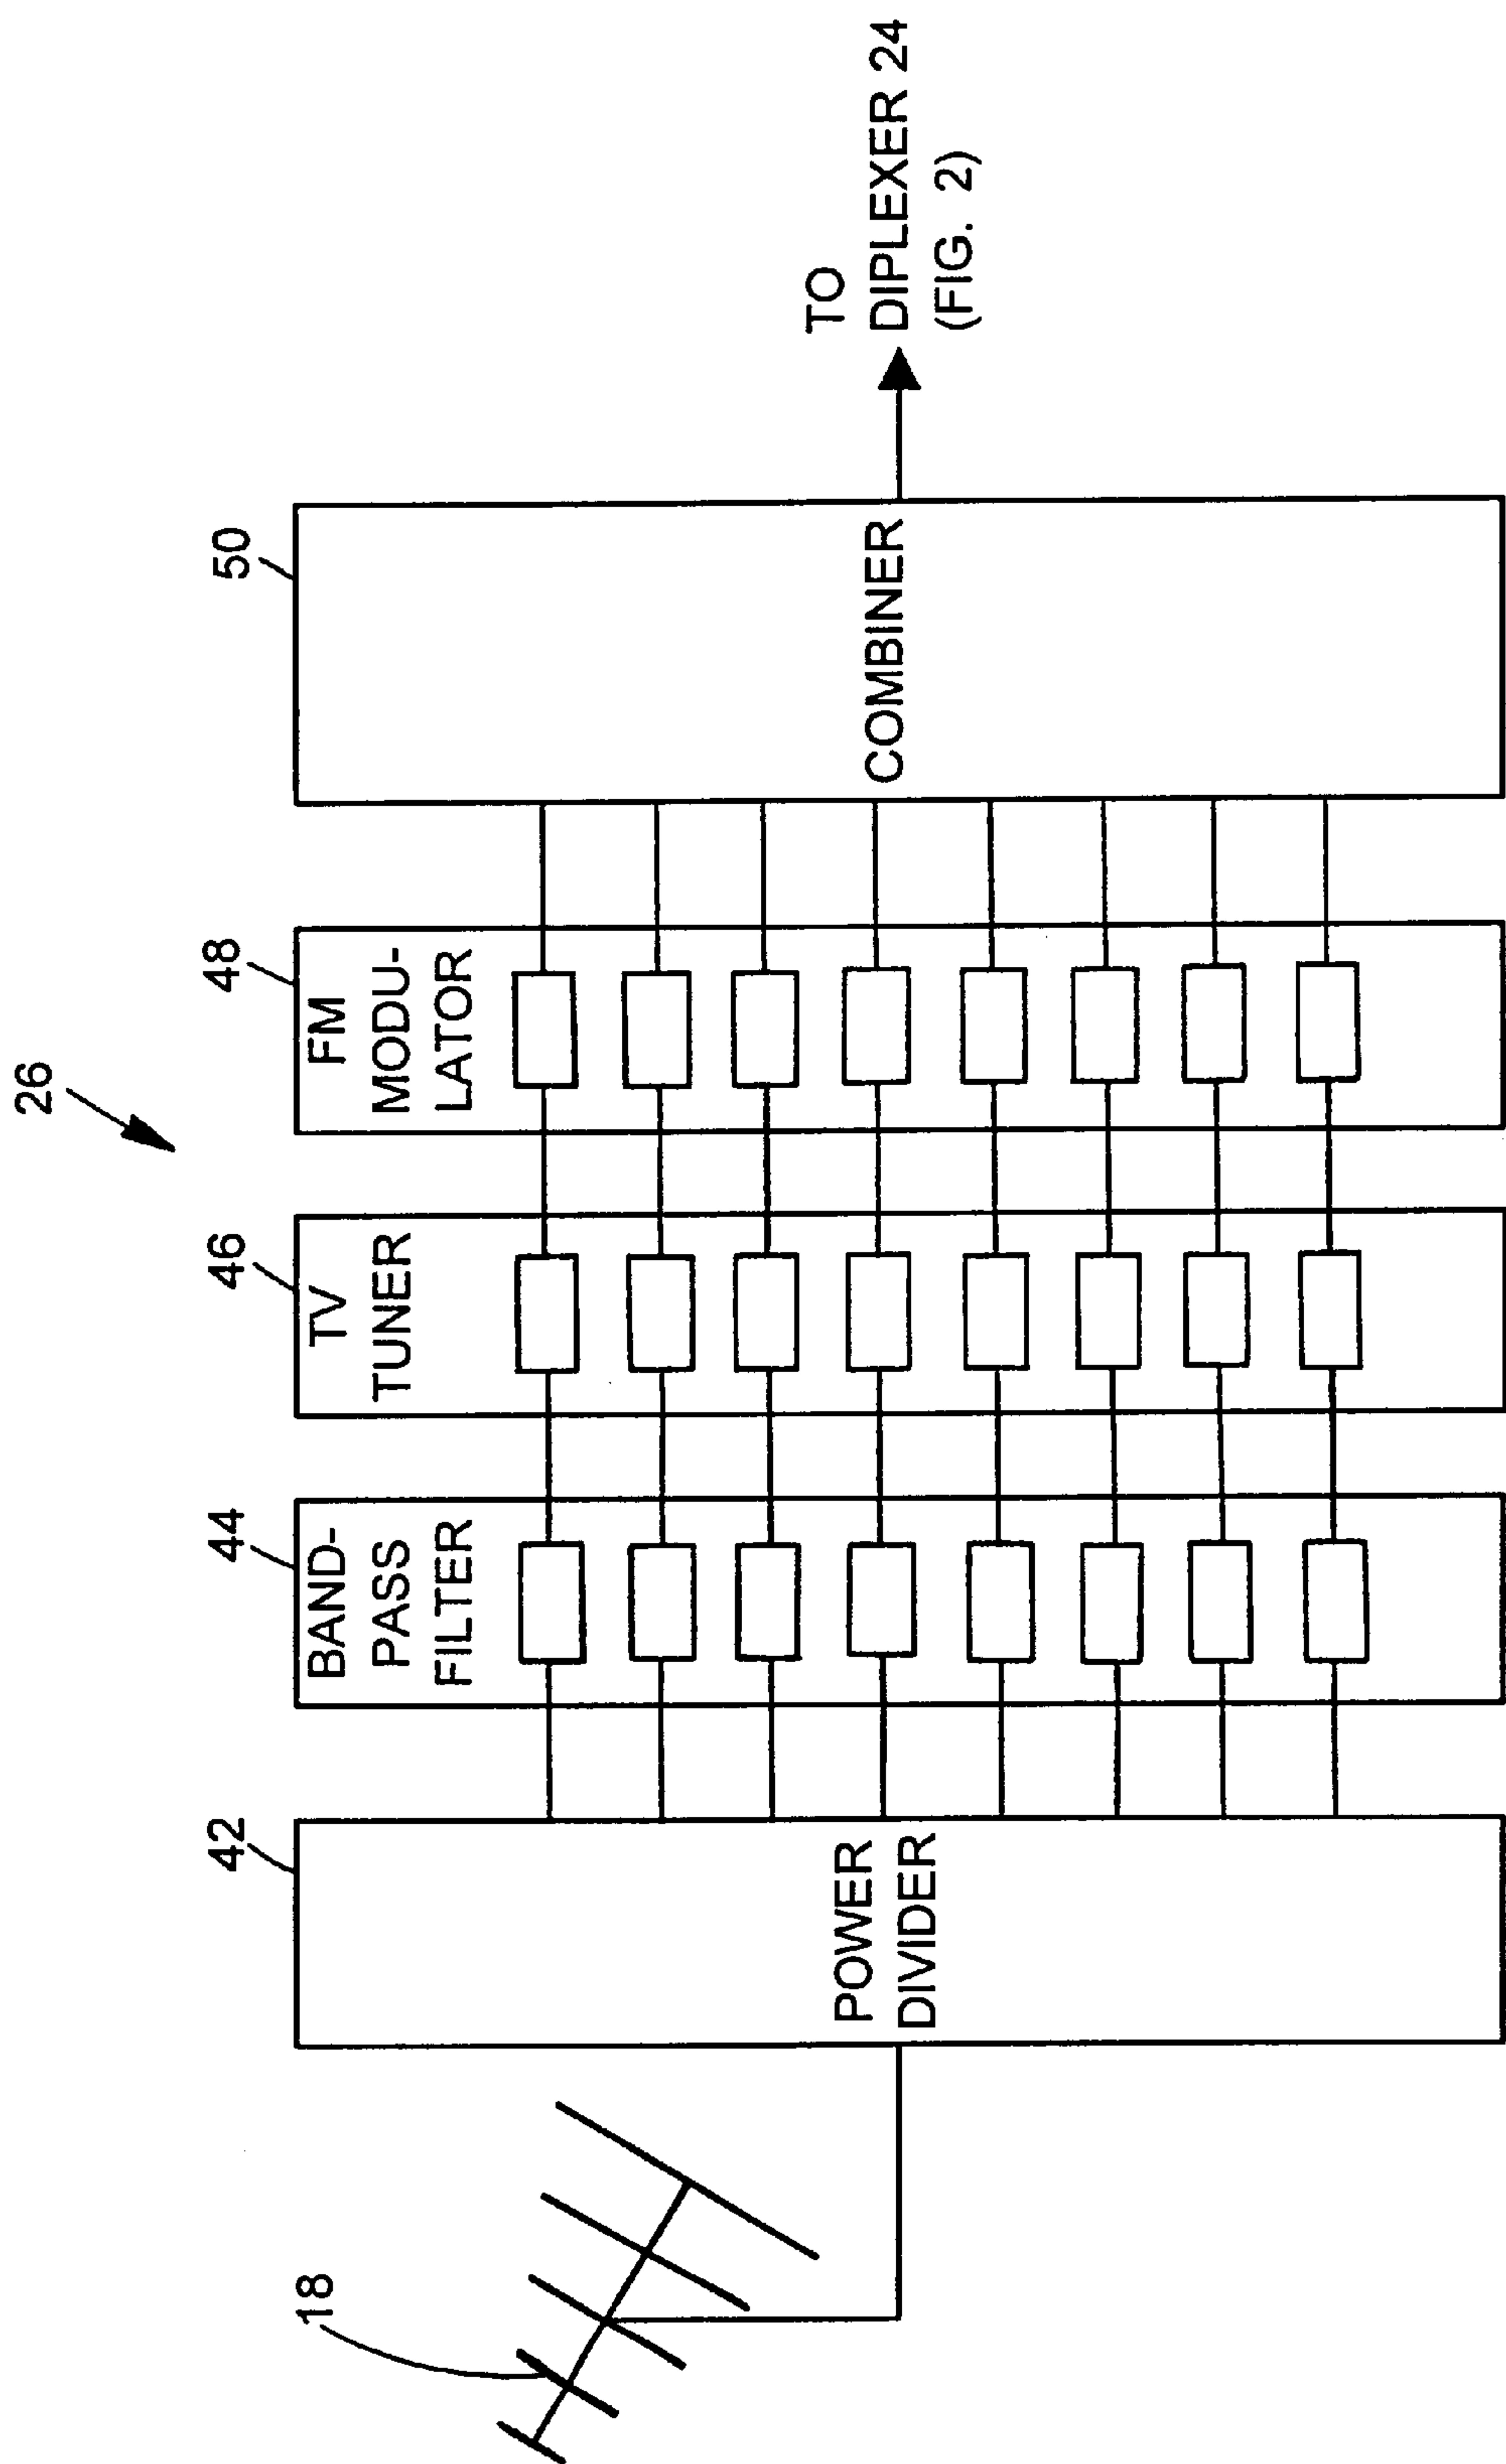 26
18
42
44
46
48
50
POWER
DIVIDER
BAND-
PASS
FILTER
TV
TUNER
FM
MODU-
LATOR
COMBINER
TO
DIPLEXER 24
(FIG. 2)